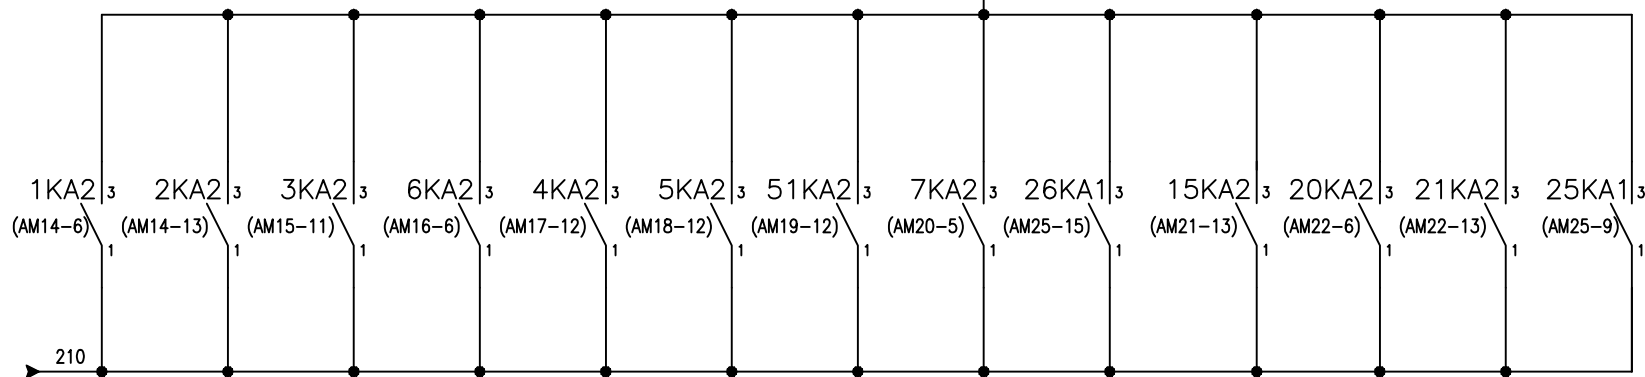 1KA2 3 2KA2 3 3KA2 3 6KA2 3 4KA2 3 5KA2 3 51KA2 3 7KA2 3 26KA1 3 15KA2 3 20KA2 3 21KA2 3 25KA1 3
(AM14-6) (AM14-13) (AM15-11) (AM16-6) (AM17-12) (AM18-12) (AM19-12) (AM20-5) (AM25-15) (AM21-13) (AM22-6) (AM22-13) (AM25-9)
1 1 1 1 1 1 1 1 1 1 1 1 1
210